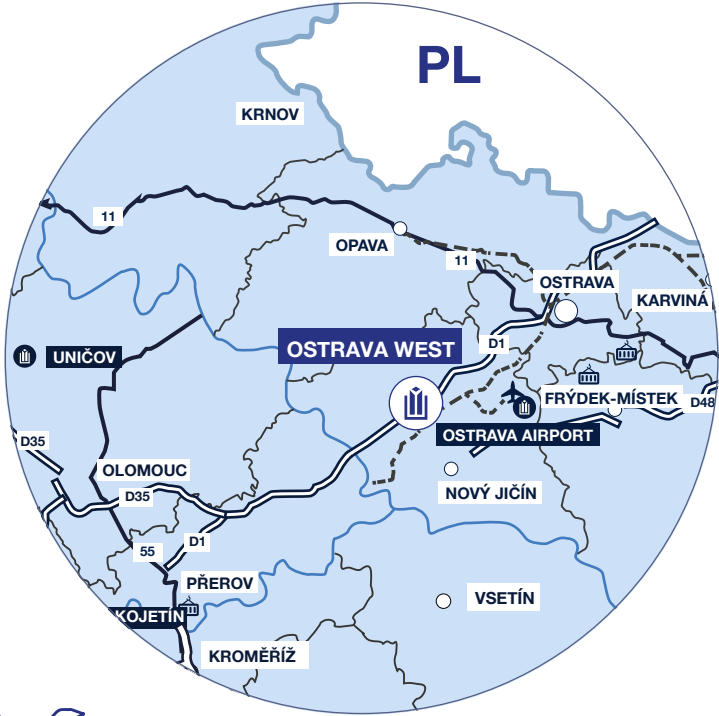 PL
KRNOV
11
OPAVA
11
OSTRAVA
KARVINÁ
OSTRAVA WEST
D1
UNIČOV
FRÝDEK-MÍSTEK
D48
OSTRAVA AIRPORT
D35
OLOMOUC
D35
NOVÝ JIČÍN
D1
55
PŘEROV
VSETÍN
KOJETÍN
KROMĚŘÍŽ